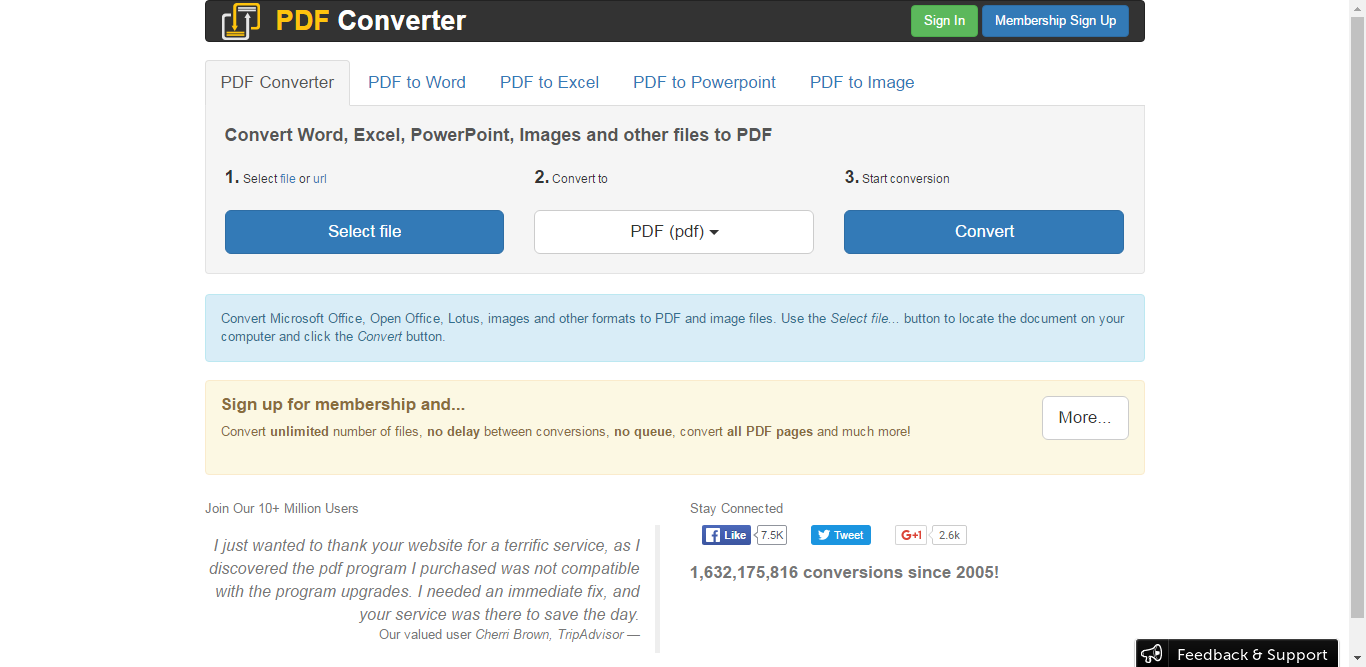 PDF Converter
Sign In
Membership Sign Up
PDF Converter
PDF to Word
PDF to Excel
PDF to Powerpoint
PDF to Image
Convert Word, Excel, PowerPoint, Images and other files to PDF
1. Select file or url
2. Convert to
3. Start conversion
Select file
PDF (pdf)
Convert
Convert Microsoft Office, Open Office, Lotus, images and other formats to PDF and image files. Use the Select file... button to locate the document on your
computer and click the Convert button.
Sign up for membership and...
Convert unlimited number of files, no delay between conversions, no queue, convert all PDF pages and much more!
More...
Join Our 10+ Million Users
I just wanted to thank your website for a terrific service, as I
discovered the pdf program I purchased was not compatible
with the program upgrades. I needed an immediate fix, and
your service was there to save the day.
Our valued user Cherri Brown, TripAdvisor —
Stay Connected
Like
7.5K
Tweet
G+1
2.6k
1,632,175,816 conversions since 2005!
Feedback & Support